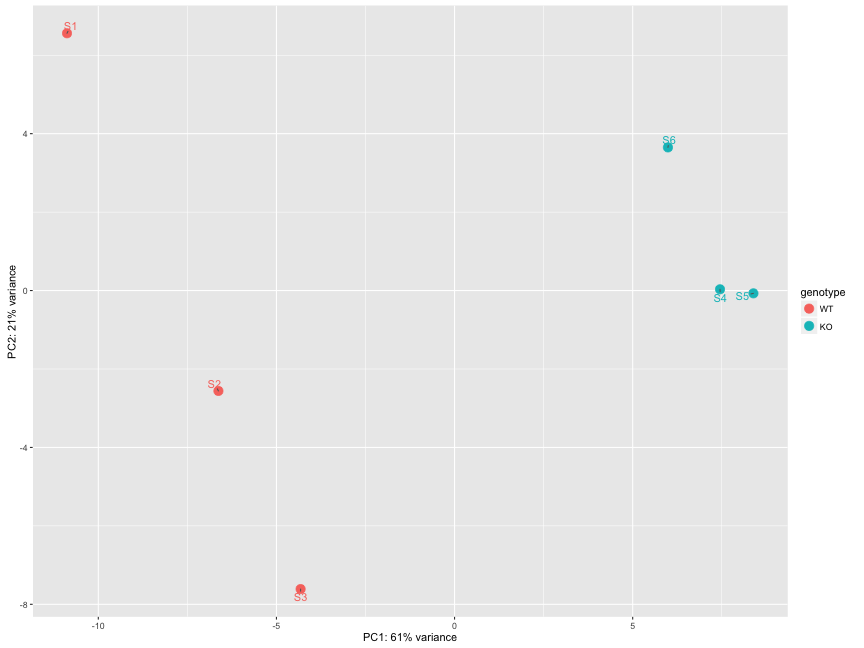 S1
S6
4
S4
S5
0
genotype
WT
KO
PC2: 21% variance
S2
-4
S3
-8
-10
-5
0
5
PC1: 61% variance